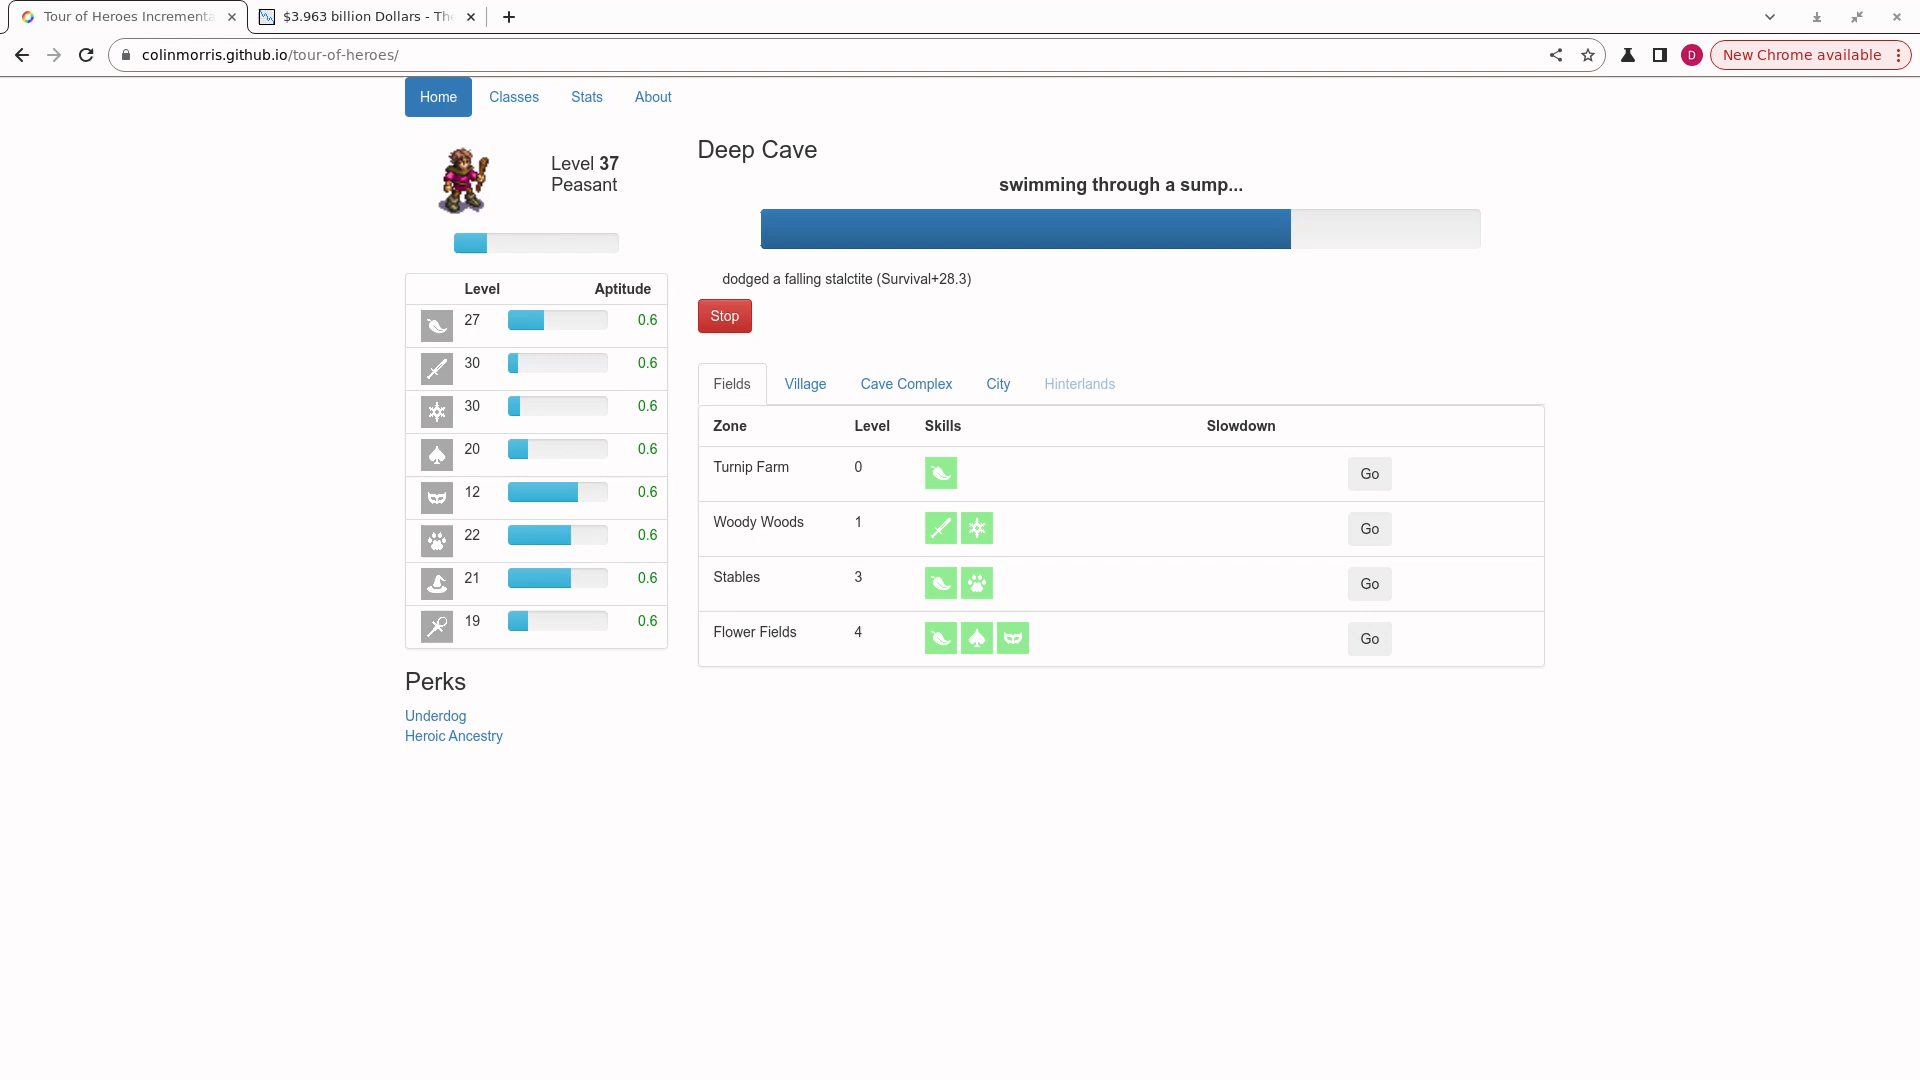 Tour of Heroes Incrementa
$3.963 billion Dollars - The
colinmorris.github.io/tour-of-heroes/
D
New Chrome available
Home Classes Stats About
Level 37
Peasant
Deep Cave
swimming through a sump...
dodged a falling stalctite (Survival+28.3)
Stop
Level Aptitude
27 0.6
30 0.6
30 0.6
20 0.6
12 0.6
22 0.6
21 0.6
19 0.6
Perks
Underdog
Heroic Ancestry
Fields Village Cave Complex City Hinterlands
Zone Level Skills Slowdown
Turnip Farm 0 Go
Woody Woods 1 Go
Stables 3 Go
Flower Fields 4 Go